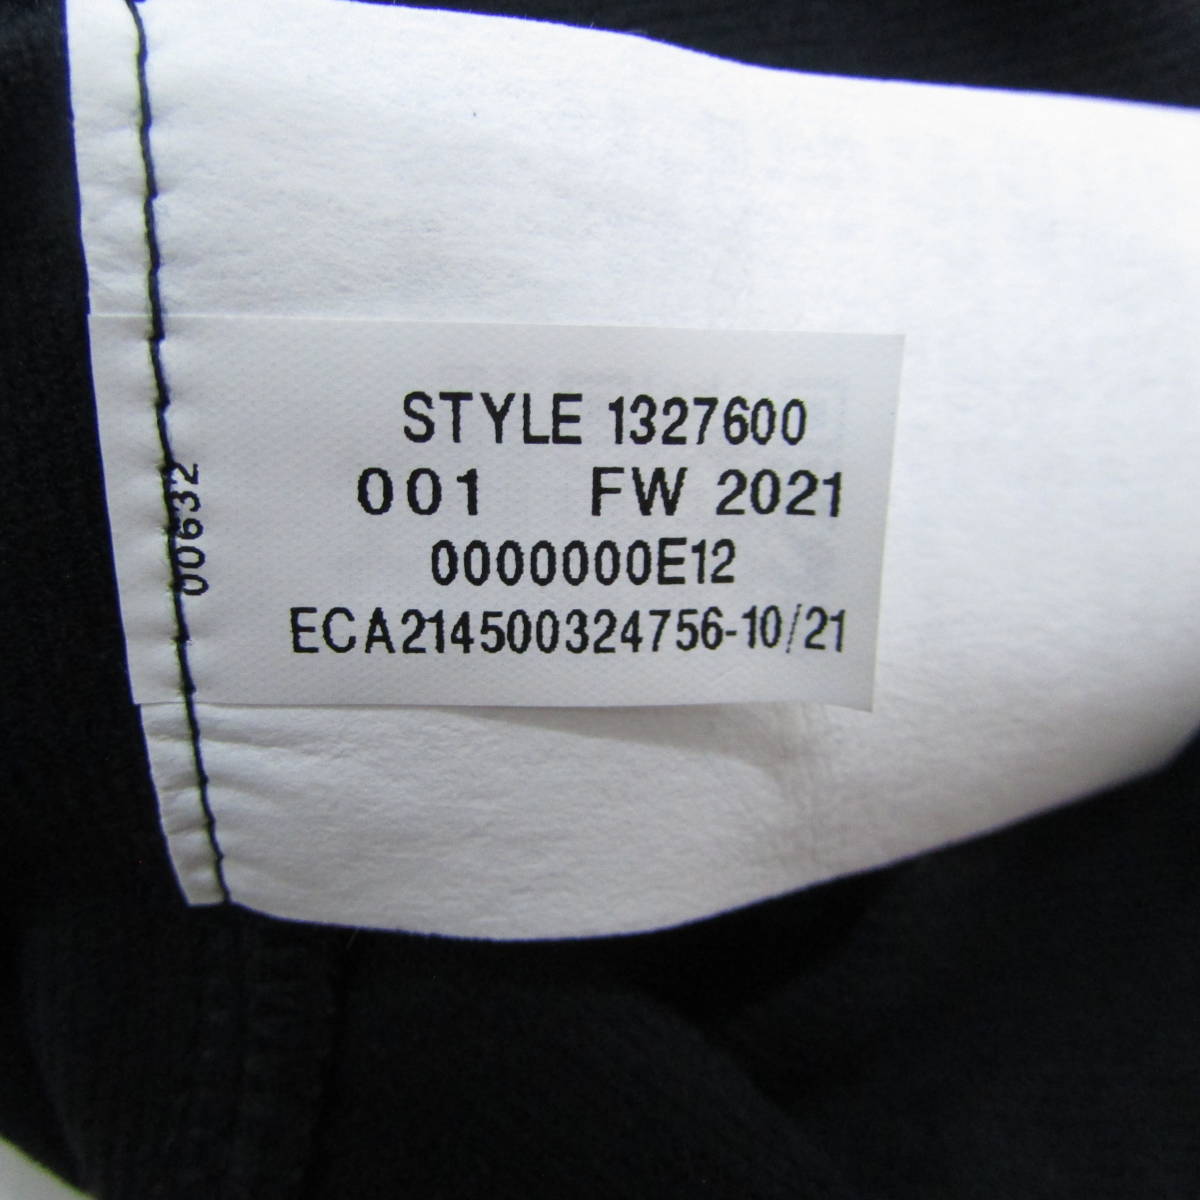 STYLE 1327600
001 FW 2021
0000000E12
ECA214500324756-10/21
00632